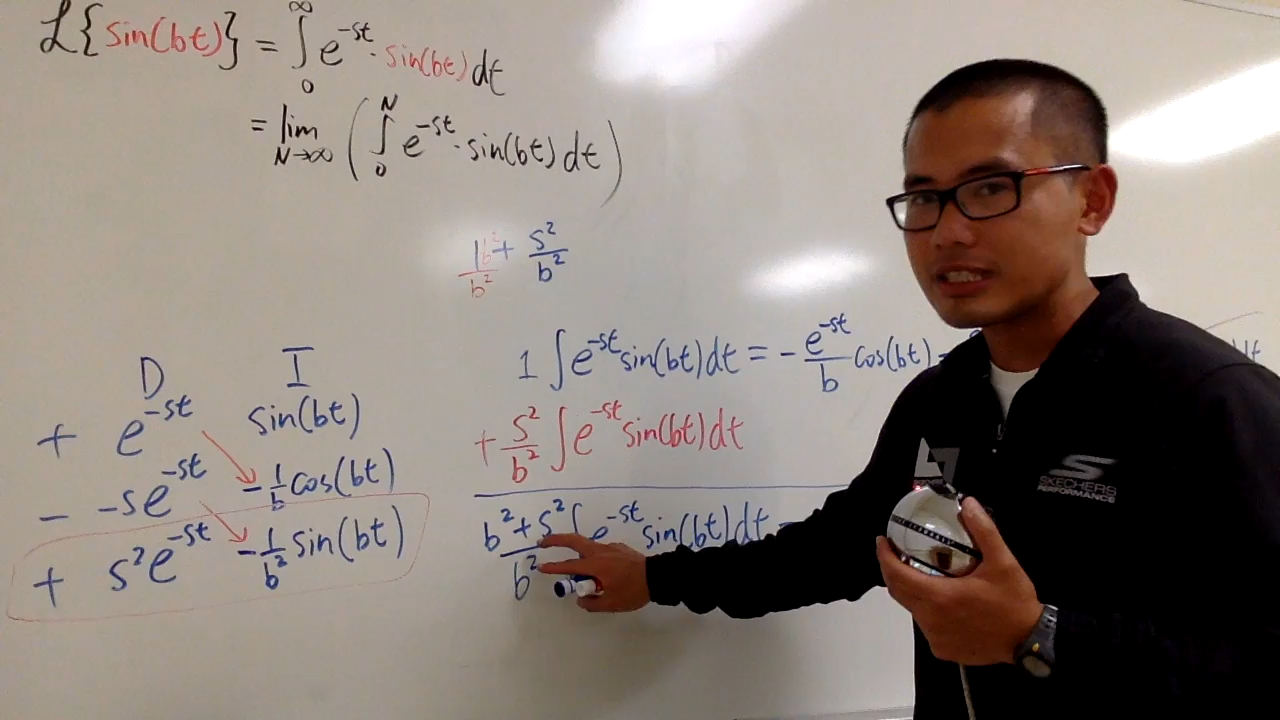 ℒ{sin(bt)} = ∫₀^∞ e^{-st}·sin(bt) dt
= lim_{N→∞} ( ∫₀^N e^{-st}·sin(bt) dt )
1b²/b² + s²/b²
D I
+ e^{-st} sin(bt)
- -se^{-st} -1/b cos(bt)
+ s²e^{-st} -1/b² sin(bt)
1 ∫ e^{-st} sin(bt) dt = - e^{-st}/b cos(bt) - dt
+ s²/b² ∫ e^{-st} sin(bt) dt
b²+s²/b² ∫ e^{-st} sin(bt) dt =
SKECHERS
PERFORMANCE